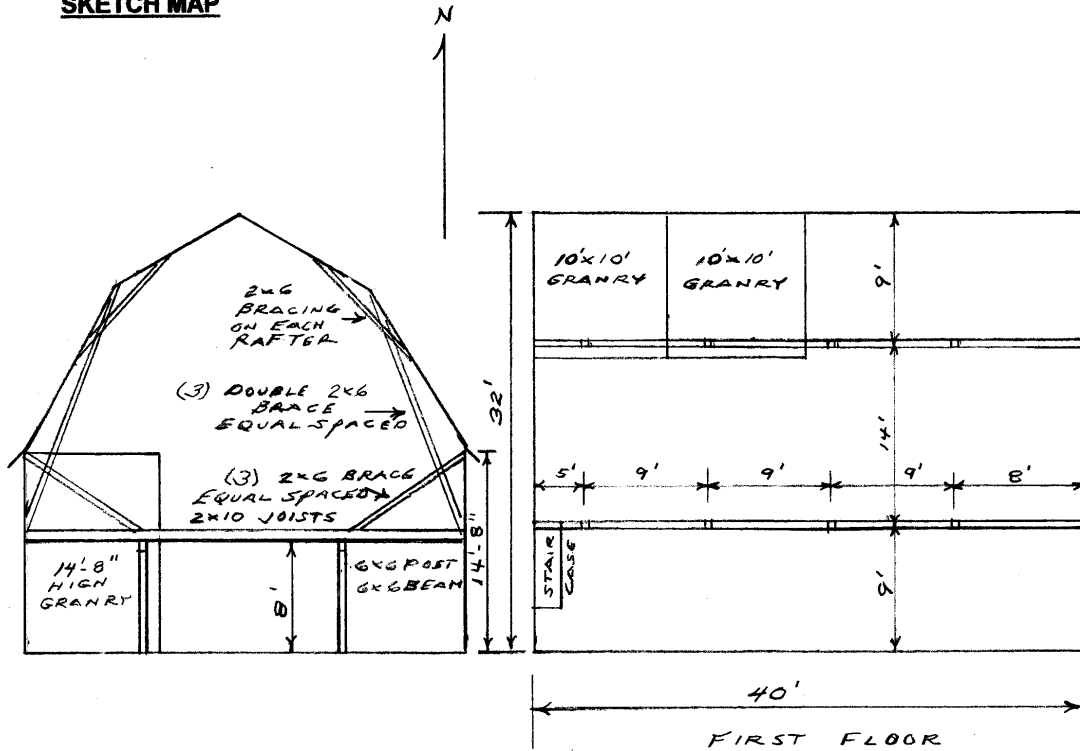 SKETCH MAP
N
2x6
BRACING
ON EACH
RAFTER
(3) DOUBLE 2x6
BRACE
EQUAL SPACED
(3) 2x6 BRACE
EQUAL SPACED
2x10 JOISTS
14'-8"
HIGH
GRANRY
8'
6x6 POST
6x6 BEAM
14'-8"
32'
10'x10'
GRANRY
10'x10'
GRANRY
9'
14'
5'
9'
9'
9'
8'
STAIR
CASE
9'
40'
FIRST FLOOR